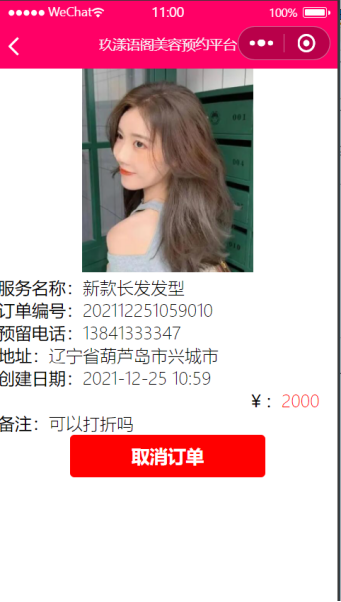 WeChat 11:00 100%
玖漾语阁美容预约平台
服务名称：新款长发发型
订单编号：202112251059010
预留电话：13841333347
地址：辽宁省葫芦岛市兴城市
创建日期：2021-12-25 10:59
￥：2000
备注：可以打折吗
取消订单